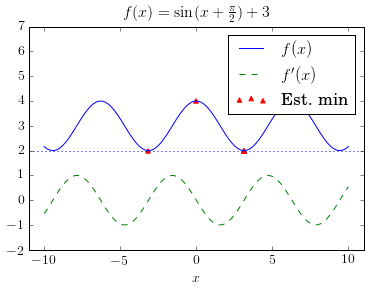 f(x) = sin(x + π/2) + 3
7
6
5
4
3
2
1
0
−1
−2
f(x)
f′(x)
Est. min
−10 −5 0 5 10
x